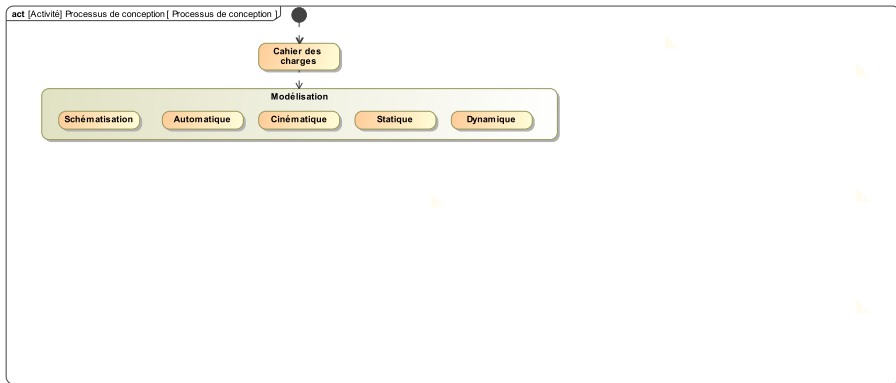 act [Activité] Processus de conception [ Processus de conception ]
Cahier des
charges
Modélisation
Schématisation Automatique Cinématique Statique Dynamique